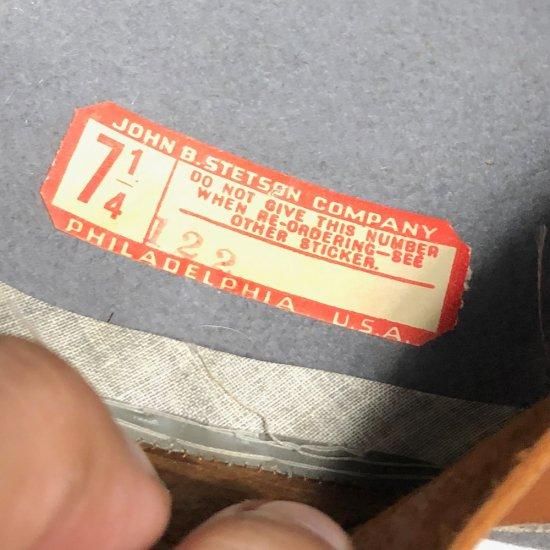 JOHN B. STETSON COMPANY
7 1/4
DO NOT GIVE THIS NUMBER
WHEN RE-ORDERING-SEE
OTHER STICKER.
122
PHILADELPHIA U.S.A.